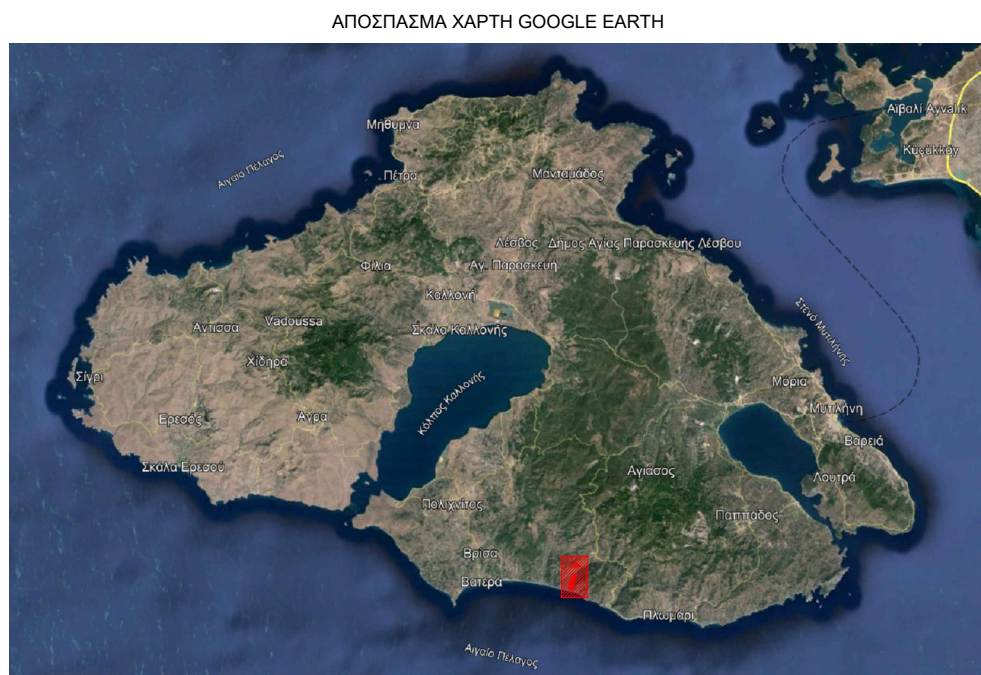 ΑΠΟΣΠΑΣΜΑ ΧΑΡΤΗ GOOGLE EARTH
Αϊβαλί Ayvalık
Μήθυμνα
Küçükköy
Αιγαίο Πέλαγος
Πέτρα
Μανταμάδος
Λέσβος
Δήμος Αγίας Παρασκευής Λέσβου
Φίλια
Αγ. Παρασκευή
Καλλονή
Στενό Μυτιλήνης
Άντισσα
Vadoussa
Σκάλα Καλλονής
Χίδηρα
Σίγρι
Μόρια
Κόλπος Καλλονής
Μυτιλήνη
Ερεσός
Άγρα
Βαρειά
Σκάλα Ερεσού
Αγιάσος
Λουτρά
Πολιχνίτος
Παππάδος
Βρίσα
Βατερά
Πλωμάρι
Αιγαίο Πέλαγος